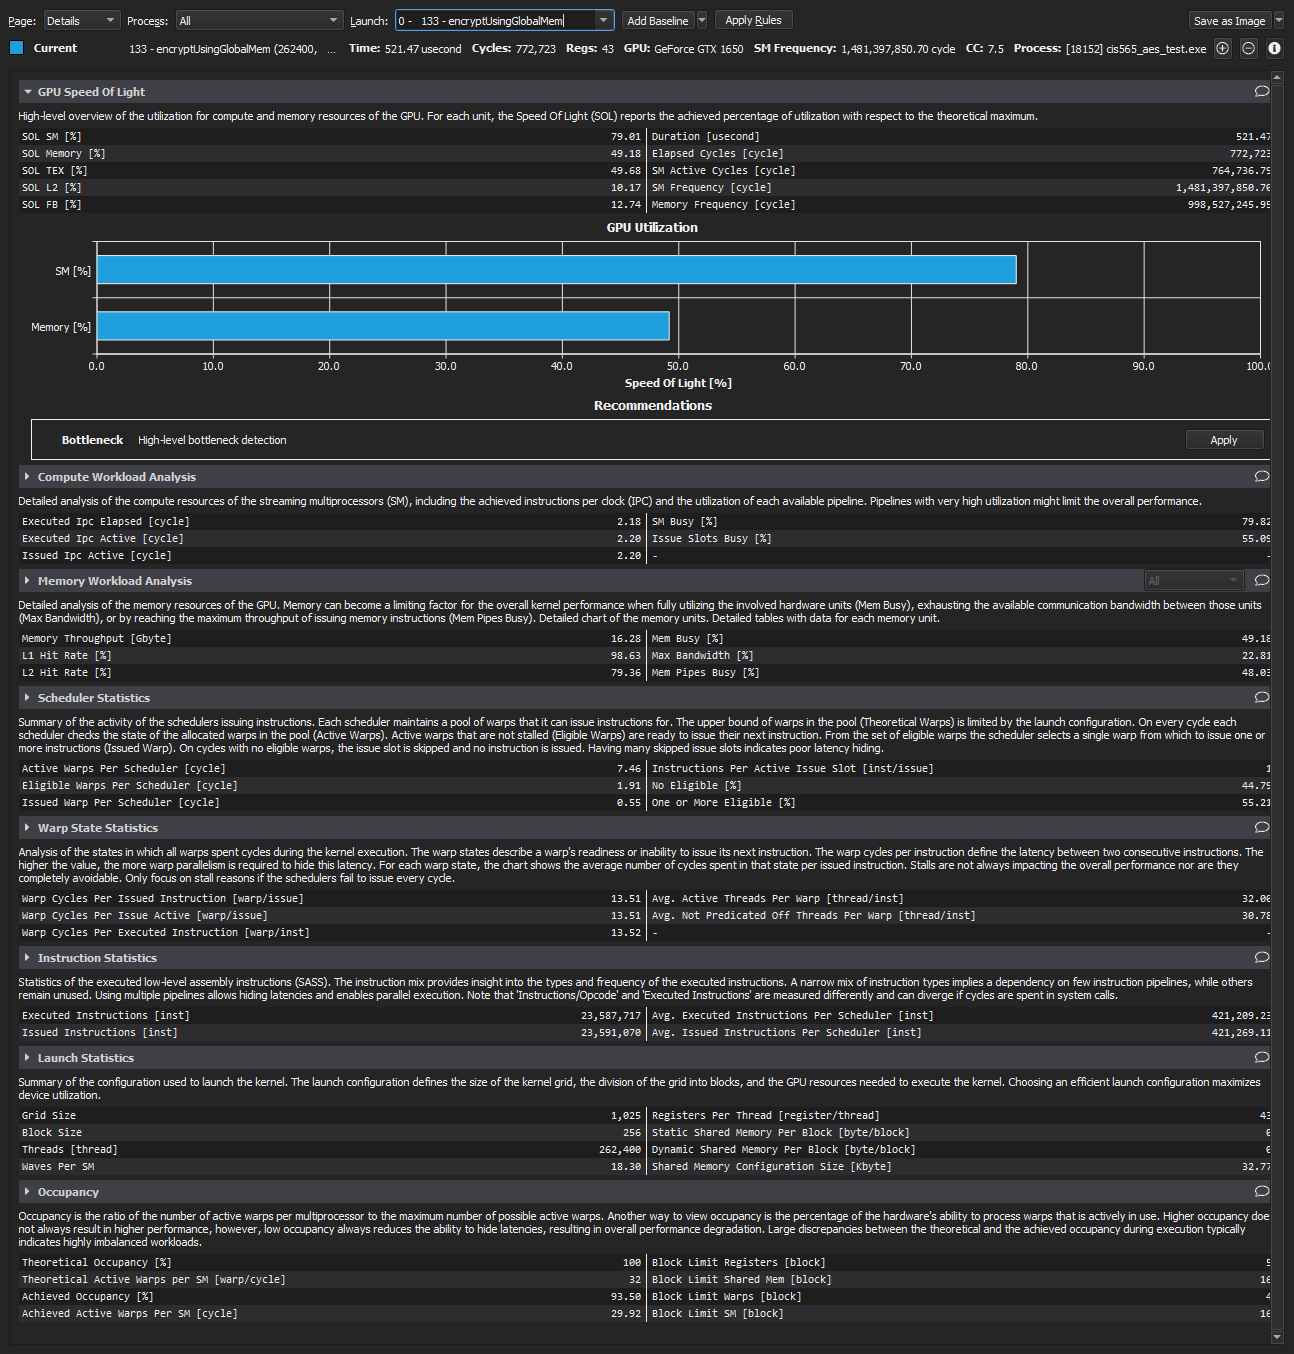 Page: Details Process: All Launch: 0 - 133 - encryptUsingGlobalMem Add Baseline Apply Rules Save as Image
Current 133 - encryptUsingGlobalMem (262400, ... Time: 521.47 usecond Cycles: 772,723 Regs: 43 GPU: GeForce GTX 1650 SM Frequency: 1,481,397,850.70 cycle CC: 7.5 Process: [18152] cis565_aes_test.exe
GPU Speed Of Light
High-level overview of the utilization for compute and memory resources of the GPU. For each unit, the Speed Of Light (SOL) reports the achieved percentage of utilization with respect to the theoretical maximum.
SOL SM [%] 79.01 Duration [usecond] 521.47
SOL Memory [%] 49.18 Elapsed Cycles [cycle] 772,723
SOL TEX [%] 49.68 SM Active Cycles [cycle] 764,736.79
SOL L2 [%] 10.17 SM Frequency [cycle] 1,481,397,850.70
SOL FB [%] 12.74 Memory Frequency [cycle] 998,527,245.95
GPU Utilization
SM [%]
Memory [%]
0.0 10.0 20.0 30.0 40.0 50.0 60.0 70.0 80.0 90.0 100.0
Speed Of Light [%]
Recommendations
Bottleneck High-level bottleneck detection Apply
Compute Workload Analysis
Detailed analysis of the compute resources of the streaming multiprocessors (SM), including the achieved instructions per clock (IPC) and the utilization of each available pipeline. Pipelines with very high utilization might limit the overall performance.
Executed Ipc Elapsed [cycle] 2.18 SM Busy [%] 79.82
Executed Ipc Active [cycle] 2.20 Issue Slots Busy [%] 55.09
Issued Ipc Active [cycle] 2.20 - -
Memory Workload Analysis All
Detailed analysis of the memory resources of the GPU. Memory can become a limiting factor for the overall kernel performance when fully utilizing the involved hardware units (Mem Busy), exhausting the available communication bandwidth between those units
(Max Bandwidth), or by reaching the maximum throughput of issuing memory instructions (Mem Pipes Busy). Detailed chart of the memory units. Detailed tables with data for each memory unit.
Memory Throughput [Gbyte] 16.28 Mem Busy [%] 49.18
L1 Hit Rate [%] 98.63 Max Bandwidth [%] 22.81
L2 Hit Rate [%] 79.36 Mem Pipes Busy [%] 48.03
Scheduler Statistics
Summary of the activity of the schedulers issuing instructions. Each scheduler maintains a pool of warps that it can issue instructions for. The upper bound of warps in the pool (Theoretical Warps) is limited by the launch configuration. On every cycle each
scheduler checks the state of the allocated warps in the pool (Active Warps). Active warps that are not stalled (Eligible Warps) are ready to issue their next instruction. From the set of eligible warps the scheduler selects a single warp from which to issue one or
more instructions (Issued Warp). On cycles with no eligible warps, the issue slot is skipped and no instruction is issued. Having many skipped issue slots indicates poor latency hiding.
Active Warps Per Scheduler [cycle] 7.46 Instructions Per Active Issue Slot [inst/issue] 1
Eligible Warps Per Scheduler [cycle] 1.91 No Eligible [%] 44.79
Issued Warp Per Scheduler [cycle] 0.55 One or More Eligible [%] 55.21
Warp State Statistics
Analysis of the states in which all warps spent cycles during the kernel execution. The warp states describe a warp's readiness or inability to issue its next instruction. The warp cycles per instruction define the latency between two consecutive instructions. The
higher the value, the more warp parallelism is required to hide this latency. For each warp state, the chart shows the average number of cycles spent in that state per issued instruction. Stalls are not always impacting the overall performance nor are they
completely avoidable. Only focus on stall reasons if the schedulers fail to issue every cycle.
Warp Cycles Per Issued Instruction [warp/issue] 13.51 Avg. Active Threads Per Warp [thread/inst] 32.00
Warp Cycles Per Issue Active [warp/issue] 13.51 Avg. Not Predicated Off Threads Per Warp [thread/inst] 30.78
Warp Cycles Per Executed Instruction [warp/inst] 13.52 - -
Instruction Statistics
Statistics of the executed low-level assembly instructions (SASS). The instruction mix provides insight into the types and frequency of the executed instructions. A narrow mix of instruction types implies a dependency on few instruction pipelines, while others
remain unused. Using multiple pipelines allows hiding latencies and enables parallel execution. Note that 'Instructions/Opcode' and 'Executed Instructions' are measured differently and can diverge if cycles are spent in system calls.
Executed Instructions [inst] 23,587,717 Avg. Executed Instructions Per Scheduler [inst] 421,209.23
Issued Instructions [inst] 23,591,070 Avg. Issued Instructions Per Scheduler [inst] 421,269.11
Launch Statistics
Summary of the configuration used to launch the kernel. The launch configuration defines the size of the kernel grid, the division of the grid into blocks, and the GPU resources needed to execute the kernel. Choosing an efficient launch configuration maximizes
device utilization.
Grid Size 1,025 Registers Per Thread [register/thread] 43
Block Size 256 Static Shared Memory Per Block [byte/block] 0
Threads [thread] 262,400 Dynamic Shared Memory Per Block [byte/block] 0
Waves Per SM 18.30 Shared Memory Configuration Size [Kbyte] 32.77
Occupancy
Occupancy is the ratio of the number of active warps per multiprocessor to the maximum number of possible active warps. Another way to view occupancy is the percentage of the hardware's ability to process warps that is actively in use. Higher occupancy doe
not always result in higher performance, however, low occupancy always reduces the ability to hide latencies, resulting in overall performance degradation. Large discrepancies between the theoretical and the achieved occupancy during execution typically
indicates highly imbalanced workloads.
Theoretical Occupancy [%] 100 Block Limit Registers [block] 5
Theoretical Active Warps per SM [warp/cycle] 32 Block Limit Shared Mem [block] 16
Achieved Occupancy [%] 93.50 Block Limit Warps [block] 4
Achieved Active Warps Per SM [cycle] 29.92 Block Limit SM [block] 16